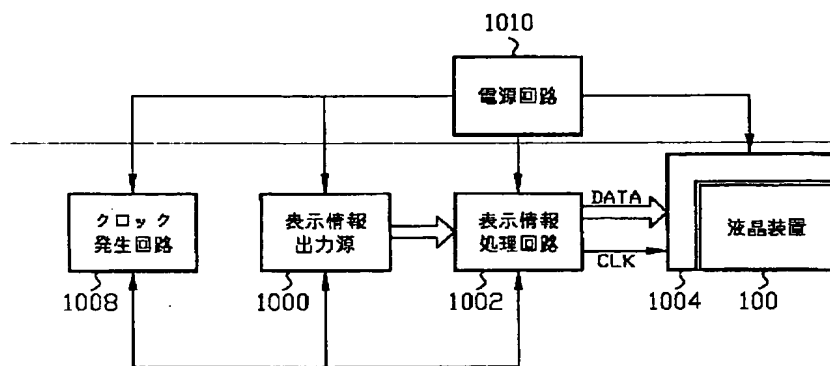 1010
電源回路
クロック
発生回路
1008
表示情報
出力源
1000
表示情報
処理回路
1002
DATA
CLK
1004
液晶装置
100